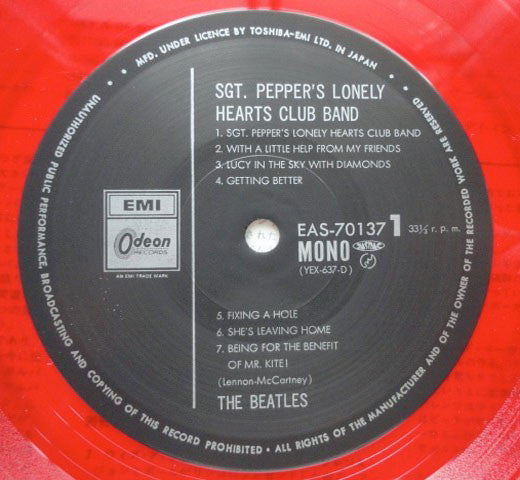 MFD. UNDER LICENCE BY TOSHIBA-EMI LTD. IN JAPAN
SGT. PEPPER'S LONELY
HEARTS CLUB BAND
1. SGT. PEPPER'S LONELY HEARTS CLUB BAND
2. WITH A LITTLE HELP FROM MY FRIENDS
3. LUCY IN THE SKY WITH DIAMONDS
4. GETTING BETTER
EMI
Odeon
RECORDS
AN EMI TRADE MARK
EAS-70137 1 33⅓ r. p. m.
MONO
(YEX-637-D)
5. FIXING A HOLE
6. SHE'S LEAVING HOME
7. BEING FOR THE BENEFIT
OF MR. KITE!
(Lennon-McCartney)
THE BEATLES
UNAUTHORIZED PUBLIC PERFORMANCE, BROADCASTING AND COPYING OF THIS RECORD PROHIBITED • ALL RIGHTS OF THE MANUFACTURER AND OF THE OWNER OF THE RECORDED WORK ARE RESERVED